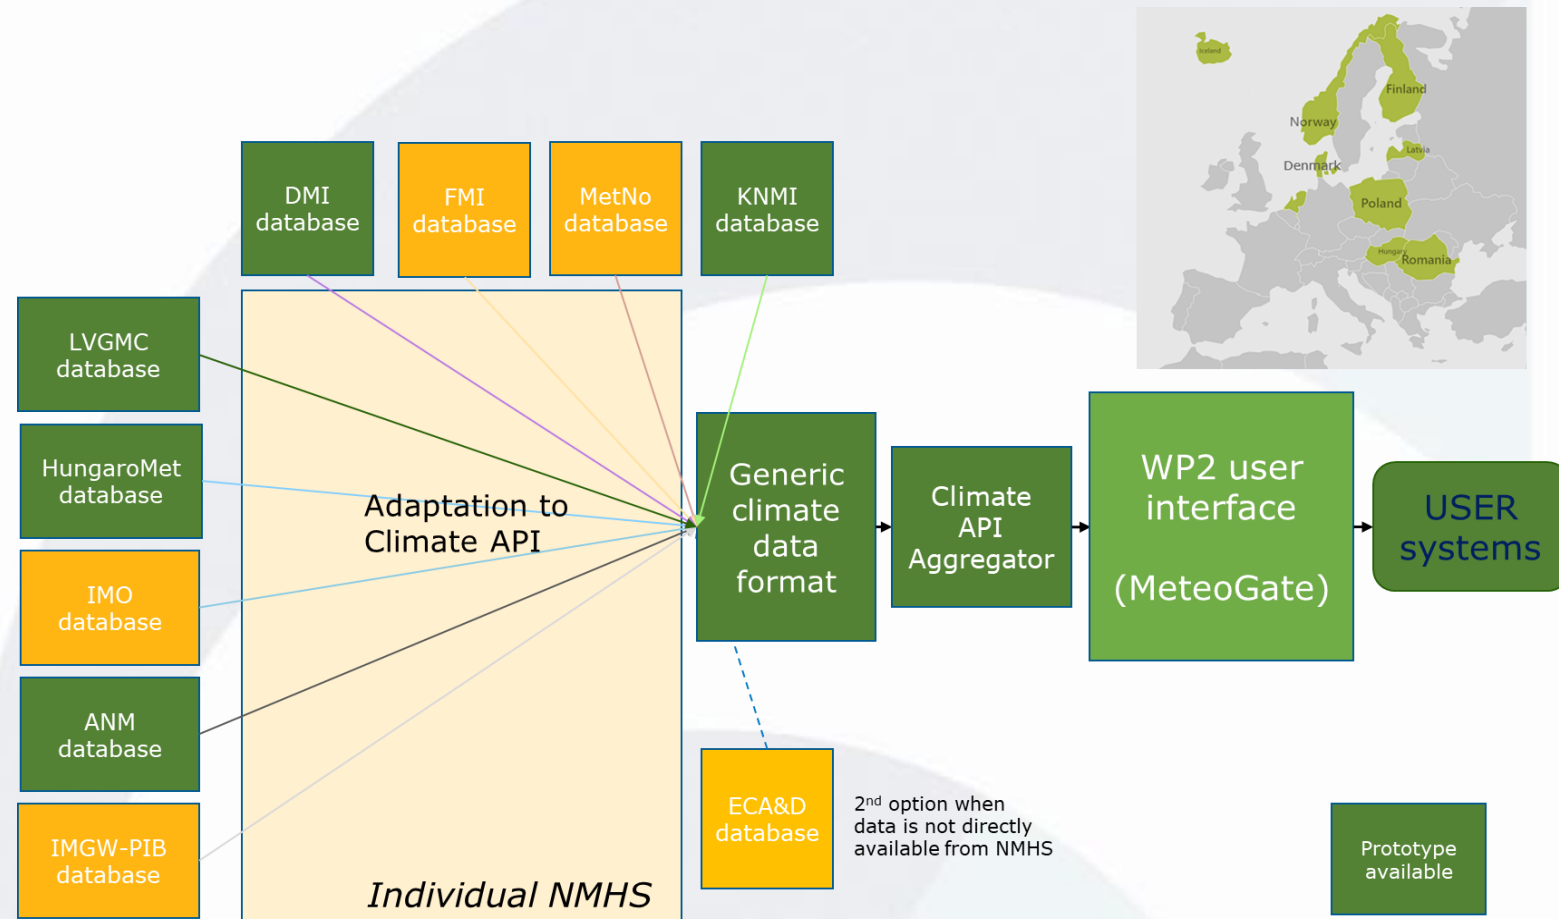 Iceland
Finland
Norway
Latvia
Denmark
Poland
Hungary
Romania
DMI
database
FMI
database
MetNo
database
KNMI
database
LVGMC
database
HungaroMet
database
IMO
database
ANM
database
IMGW-PIB
database
Adaptation to
Climate API
Individual NMHS
Generic
climate
data
format
Climate
API
Aggregator
WP2 user
interface
(MeteoGate)
USER
systems
ECA&D
database
2nd option when
data is not directly
available from NMHS
Prototype
available